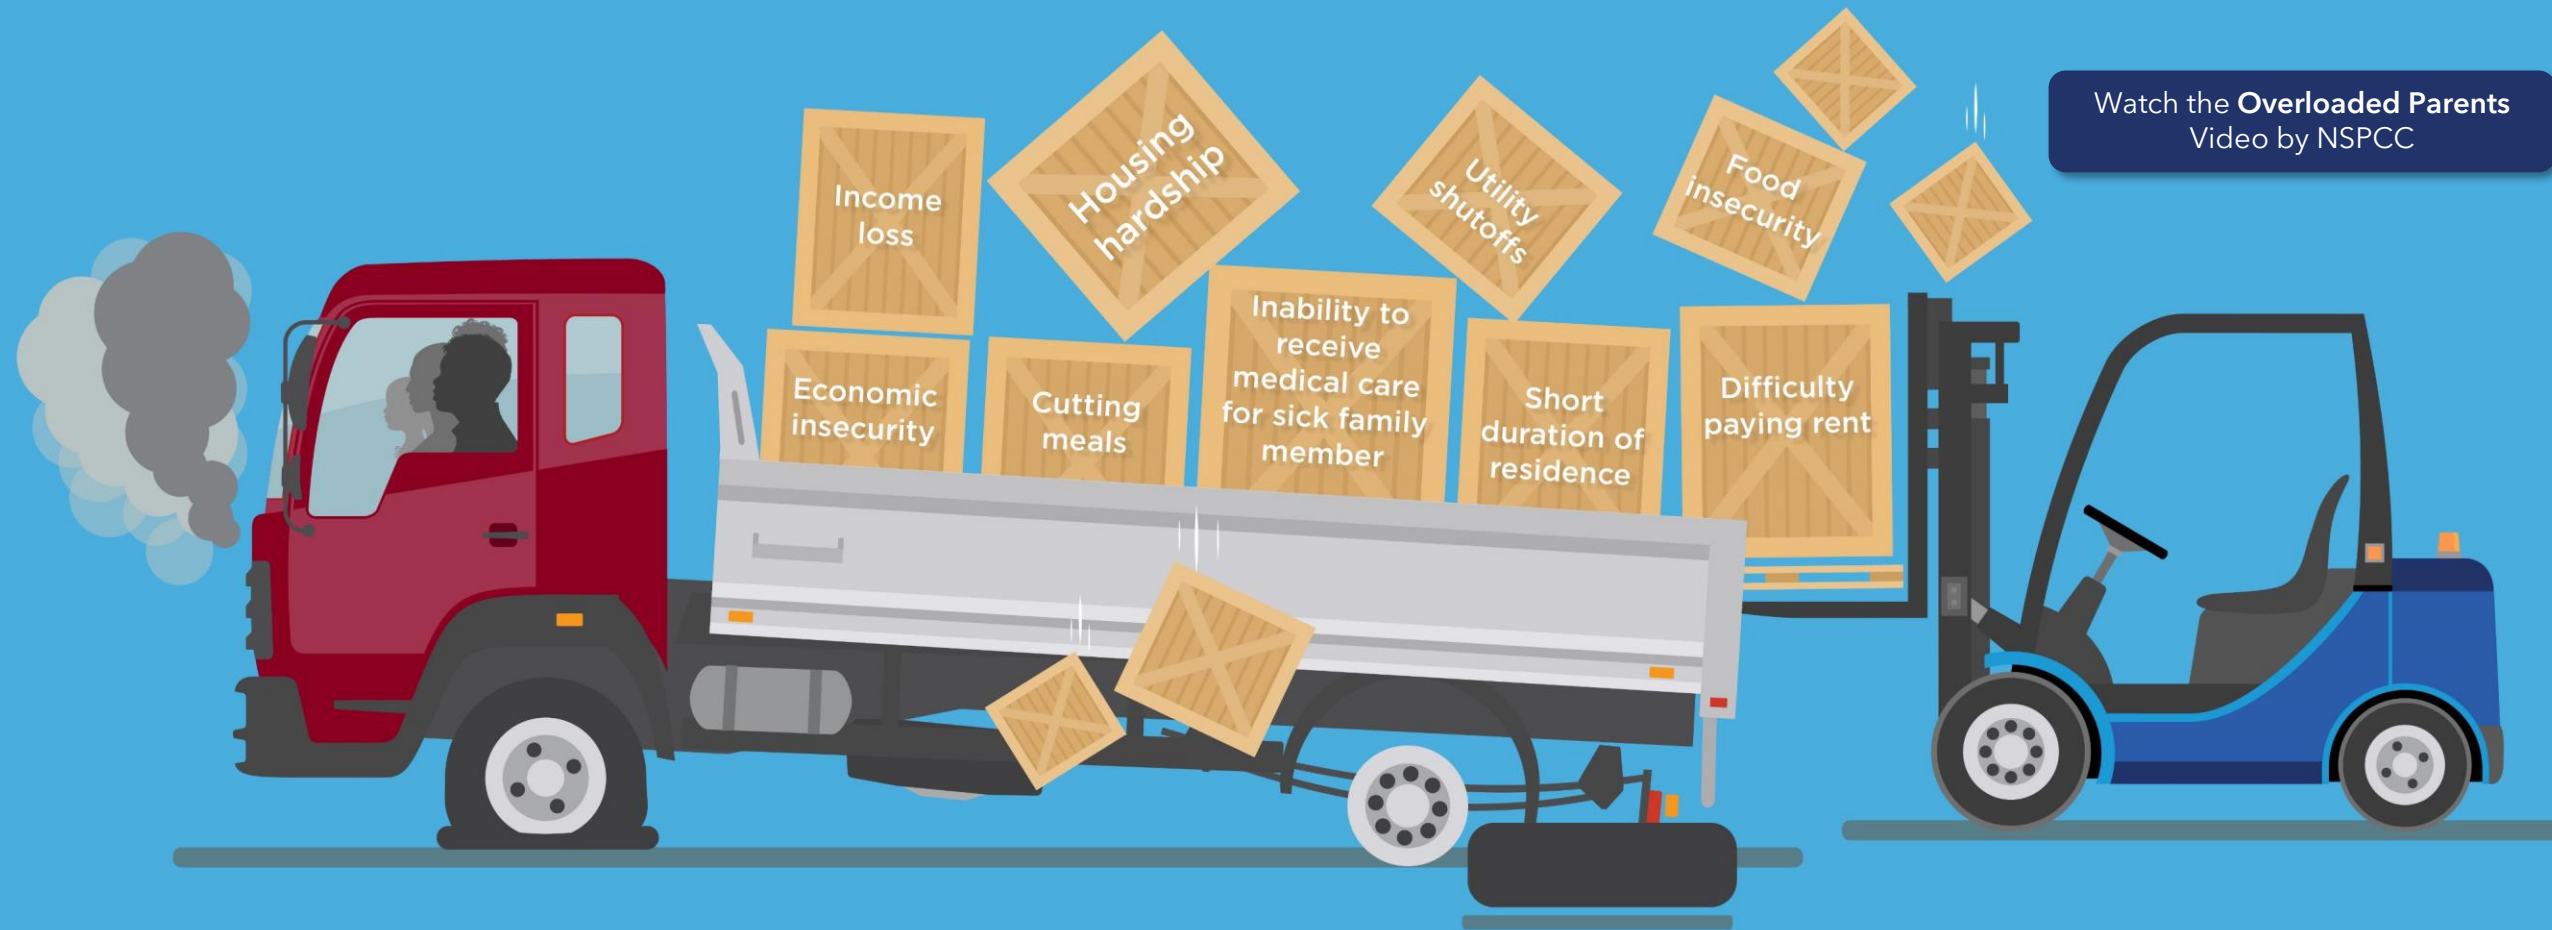 Watch the Overloaded Parents
Video by NSPCC
Income
loss
Housing
hardship
Utility
shutoffs
Food
insecurity
Economic
insecurity
Cutting
meals
Inability to
receive
medical care
for sick family
member
Short
duration of
residence
Difficulty
paying rent